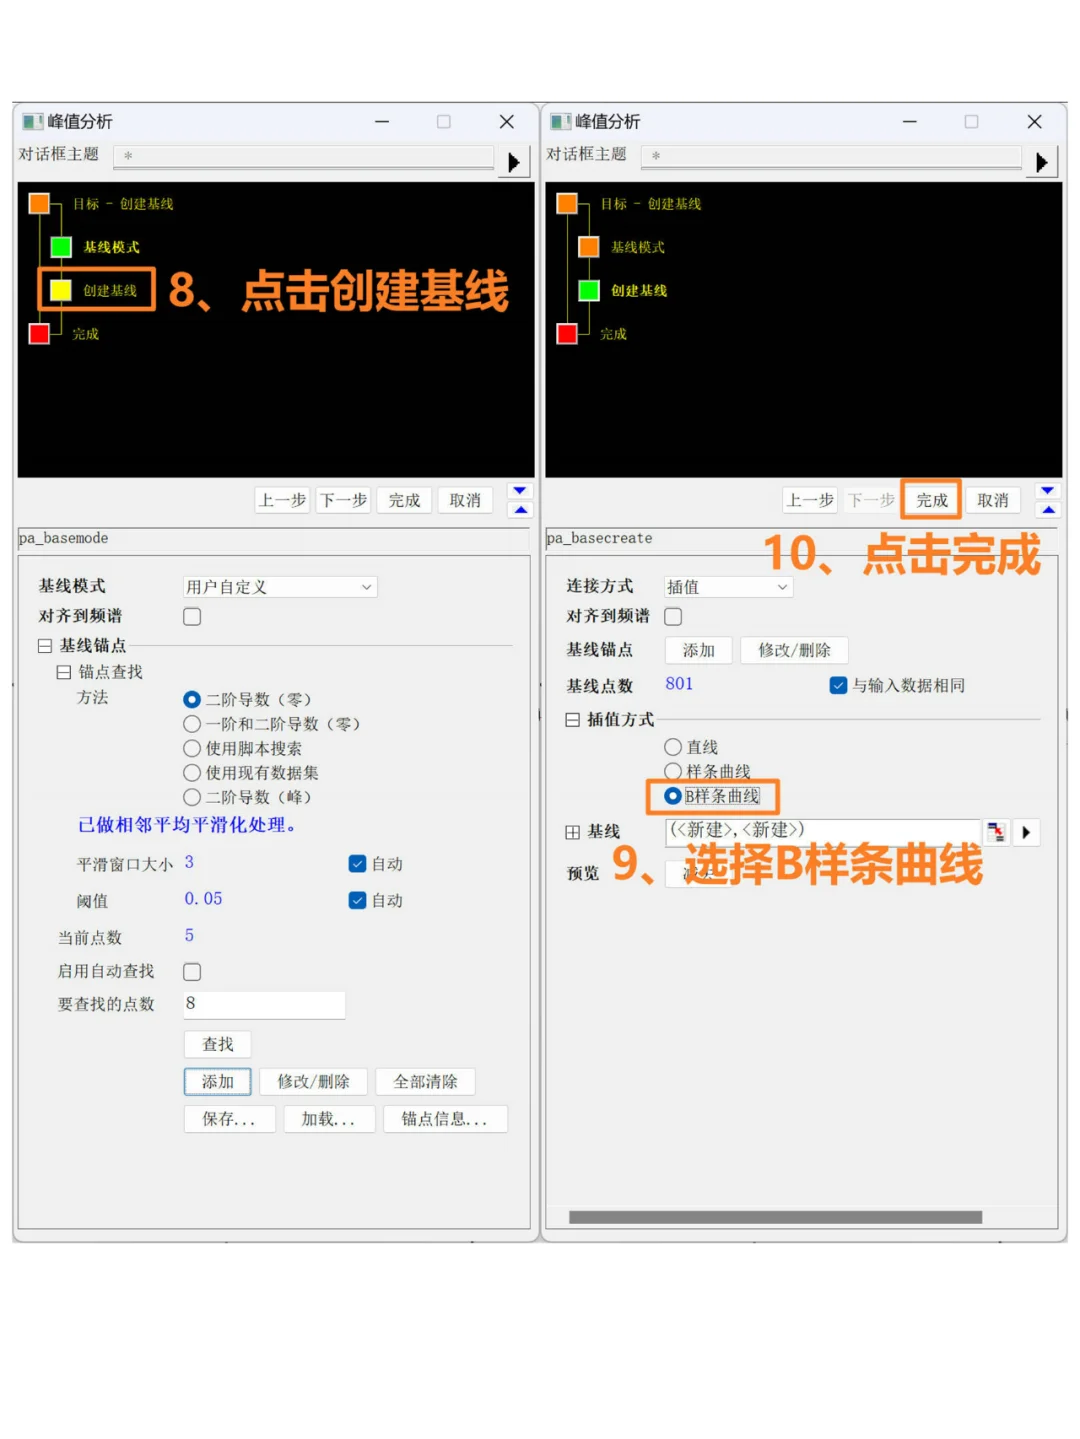 峰值分析
对话框主题 *
目标 - 创建基线
基线模式
创建基线
8、点击创建基线
完成
上一步 下一步 完成 取消
pa_basemode
基线模式 用户自定义
对齐到频谱
基线锚点
锚点查找
方法
二阶导数（零）
一阶和二阶导数（零）
使用脚本搜索
使用现有数据集
二阶导数（峰）
已做相邻平均平滑化处理。
平滑窗口大小 3 自动
阈值 0.05 自动
当前点数 5
启用自动查找
要查找的点数 8
查找
添加 修改/删除 全部清除
保存... 加载... 锚点信息...
峰值分析
对话框主题 *
目标 - 创建基线
基线模式
创建基线
完成
上一步 下一步 完成 取消
pa_basecreate
10、点击完成
连接方式 插值
对齐到频谱
基线锚点 添加 修改/删除
基线点数 801 与输入数据相同
插值方式
直线
样条曲线
B样条曲线
基线 (<新建>,<新建>)
9、选择B样条曲线
预览